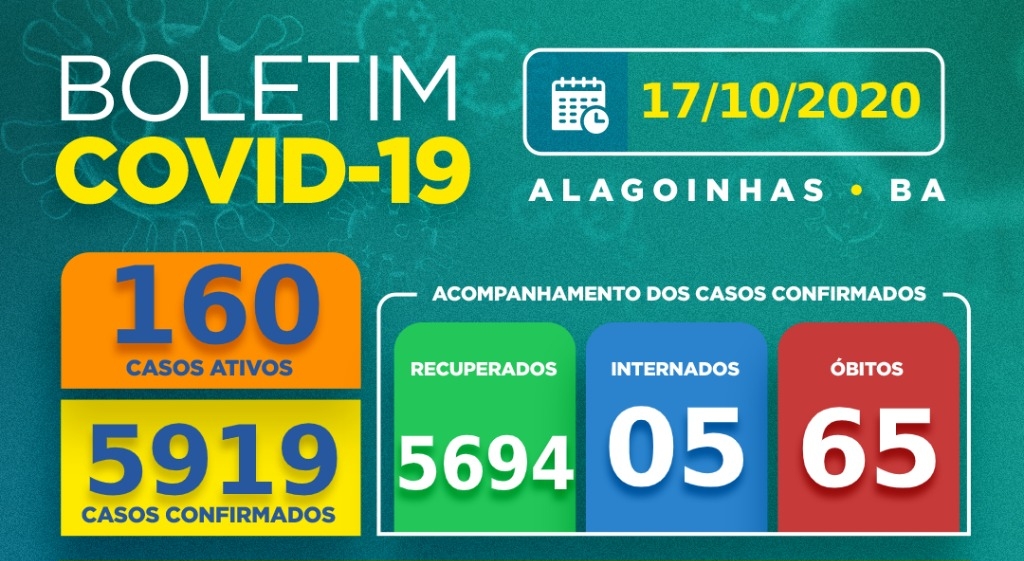 BOLETIM
COVID-19
17/10/2020
ALAGOINHAS • BA
160
CASOS ATIVOS
5919
CASOS CONFIRMADOS
ACOMPANHAMENTO DOS CASOS CONFIRMADOS
RECUPERADOS
5694
INTERNADOS
05
ÓBITOS
65